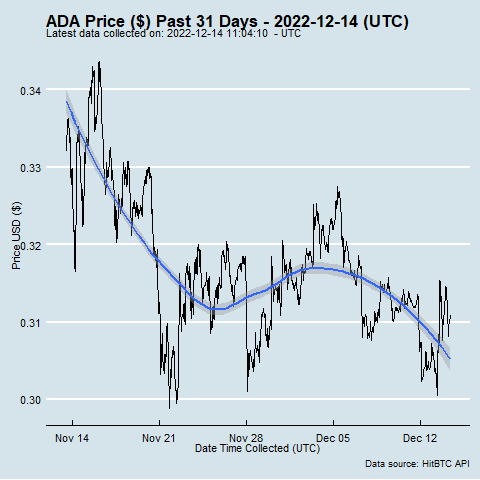 ADA Price ($) Past 31 Days - 2022-12-14 (UTC)
Latest data collected on: 2022-12-14 11:04:10 - UTC
0.34
0.33
0.32
0.31
0.30
Price USD ($)
Nov 14 Nov 21 Nov 28 Dec 05 Dec 12
Date Time Collected (UTC)
Data source: HitBTC API